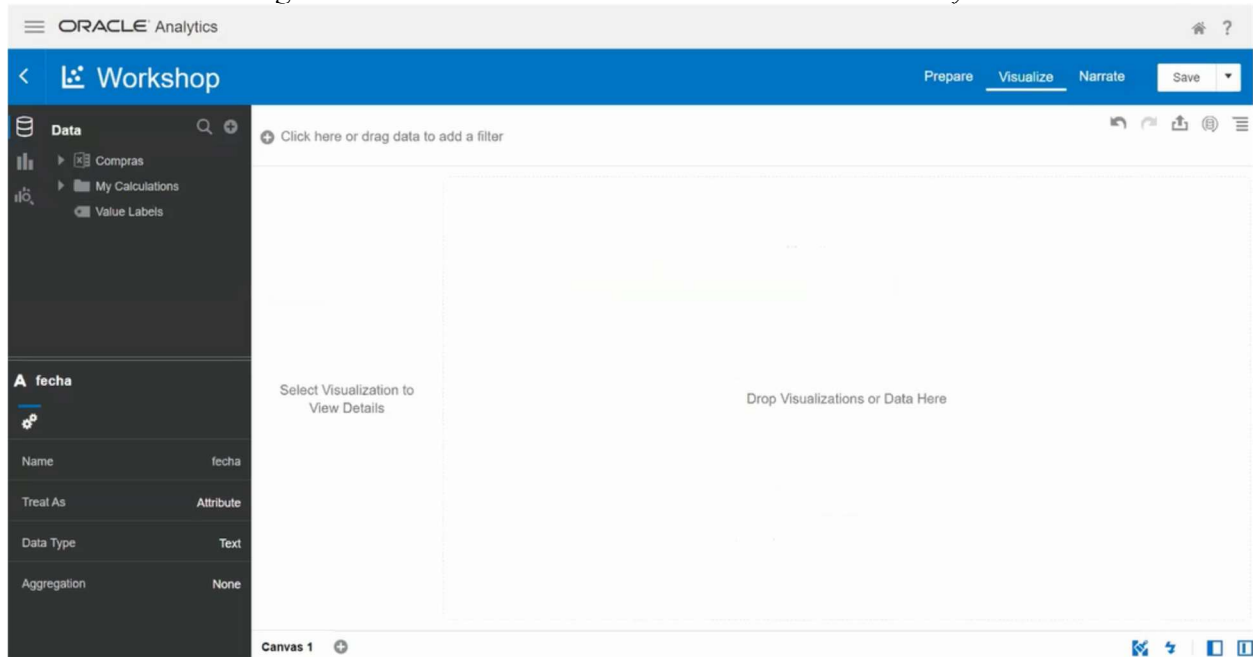 ORACLE Analytics
?
Workshop
Prepare Visualize Narrate Save
Data
Click here or drag data to add a filter
Compras
My Calculations
Value Labels
A fecha
Select Visualization to
View Details
Drop Visualizations or Data Here
Name fecha
Treat As Attribute
Data Type Text
Aggregation None
Canvas 1